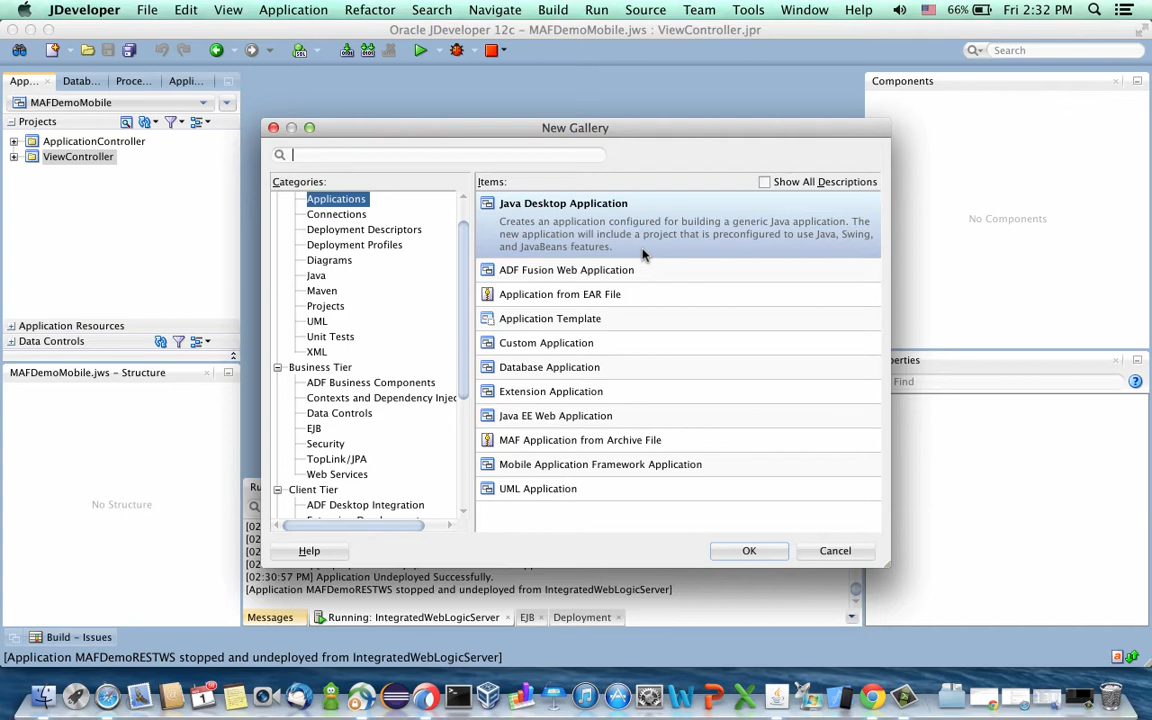 JDeveloper File Edit View Application Refactor Search Navigate Build Run Source Team Tools Window Help 66% Fri 2:32 PM
Oracle JDeveloper 12c - MAFDemoMobile.jws : ViewController.jpr
Search
App... Datab... Proce... Appli...
Components
MAFDemoMobile
Projects
ApplicationController
ViewController
No Components
New Gallery
Categories:
Applications
Connections
Deployment Descriptors
Deployment Profiles
Diagrams
Java
Maven
Projects
UML
Unit Tests
XML
Business Tier
ADF Business Components
Contexts and Dependency Injec
Data Controls
EJB
Security
TopLink/JPA
Web Services
Client Tier
ADF Desktop Integration
Items:
Show All Descriptions
Java Desktop Application
Creates an application configured for building a generic Java application. The
new application will include a project that is preconfigured to use Java, Swing,
and JavaBeans features.
ADF Fusion Web Application
Application from EAR File
Application Template
Custom Application
Database Application
Extension Application
Java EE Web Application
MAF Application from Archive File
Mobile Application Framework Application
UML Application
Help
OK
Cancel
Application Resources
Data Controls
MAFDemoMobile.jws - Structure
No Structure
operties
Find
Ru
[02
[02
[02
[02
[02:30:57 PM] Application Undeployed Successfully.
[Application MAFDemoRESTWS stopped and undeployed from IntegratedWebLogicServer]
Messages
Running: IntegratedWebLogicServer
EJB
Deployment
Build - Issues
[Application MAFDemoRESTWS stopped and undeployed from IntegratedWebLogicServer]